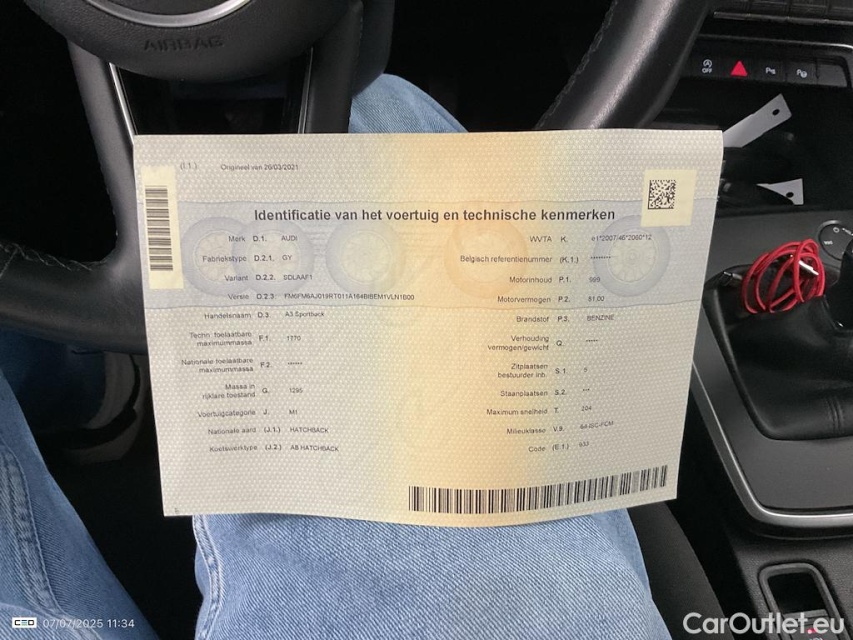 AIRBAG
OFF
(I.1.) Origineel van 26/03/2021
Identificatie van het voertuig en technische kenmerken
Merk D.1. AUDI
Fabriekstype D.2.1. GY
Variant D.2.2. SDLAAF1
Versie D.2.3.
Handelsnaam D.3. A3 Sportback
Techn. toelaatbare
maximummassa F.1. 1770
Nationale toelaatbare
maximummassa F.2. ------
Massa in
rijklare toestand G. 1295
Voertuigcategorie J. M1
Nationale aard (J.1.) HATCHBACK
Koetswerktype (J.2.) AB HATCHBACK
WVTA K. e1*2007/46*2060*12
Belgisch referentienummer (K.1.) --------
Motorinhoud P.1. 999
Motorvermogen P.2. 81.00
Brandstof P.3. BENZINE
Verhouding
vermogen/gewicht Q. -----
Zitplaatsen
bestuurder inb. S.1. 5
Staanplaatsen S.2. ---
Maximum snelheid T. 204
Milieuklasse V.9.
Code (E.1.) 933
CEO 07/07/2025 11:34
CarOutlet.eu